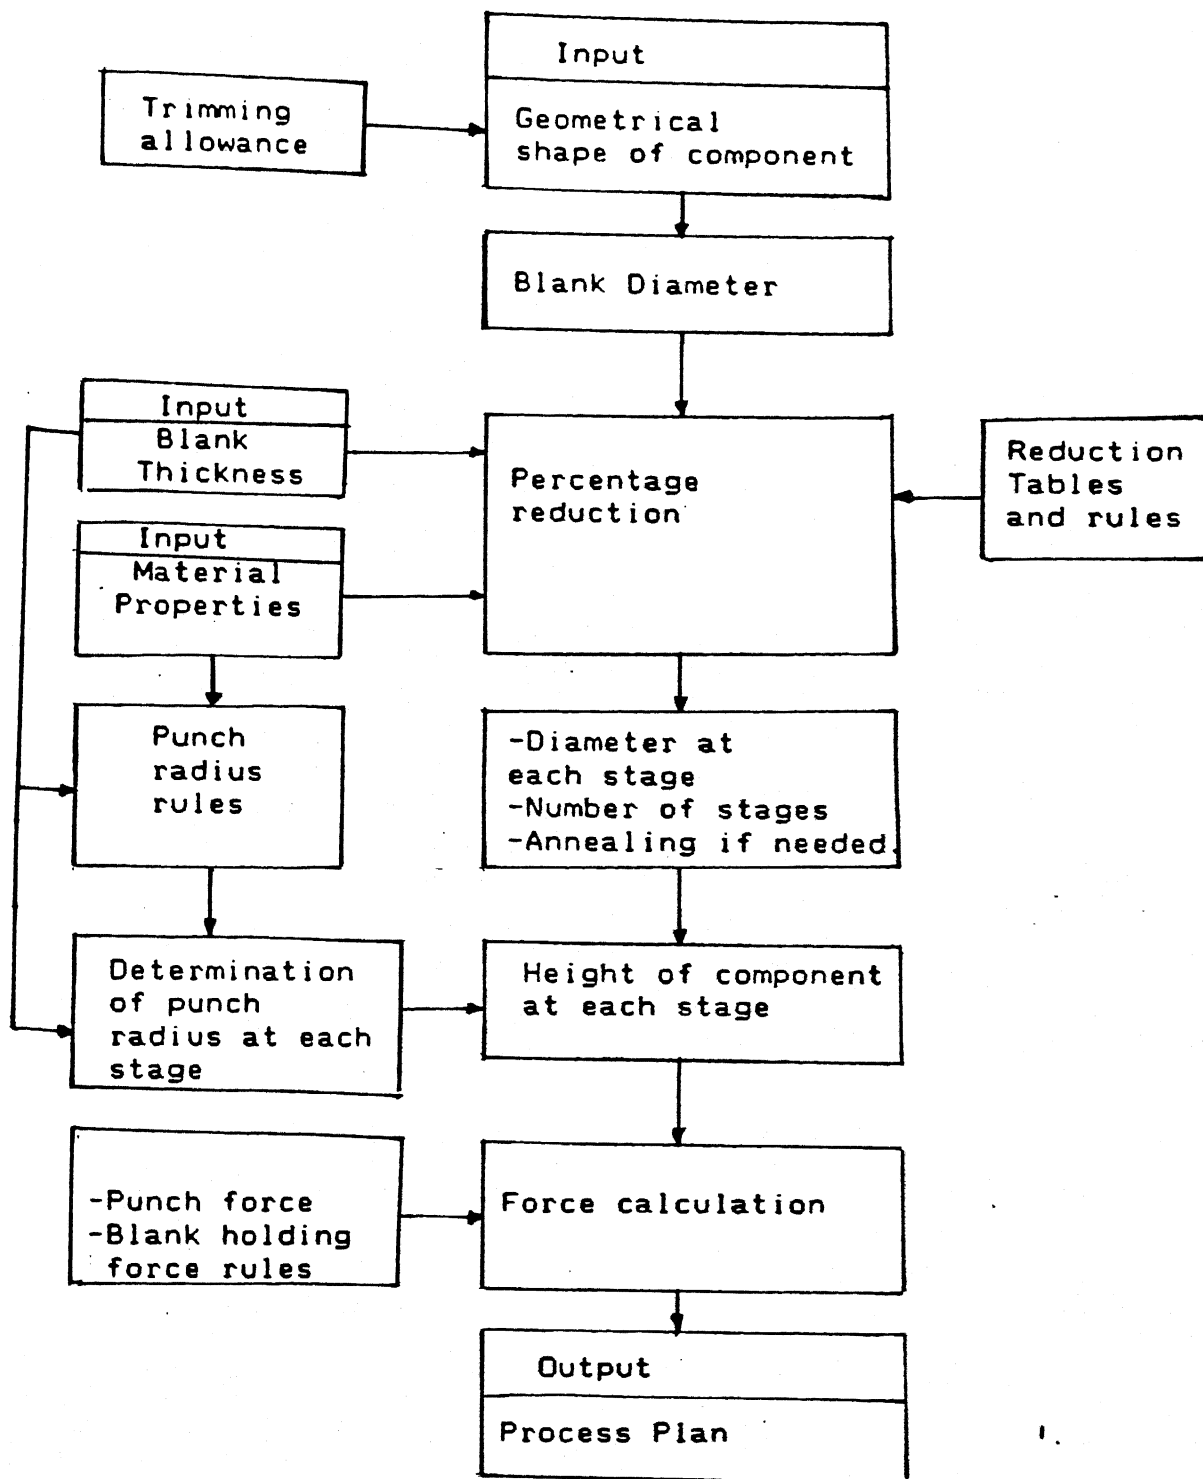 Input
Trimming
allowance
Geometrical
shape of component
Blank Diameter
Input
Blank
Thickness
Percentage
reduction
Reduction
Tables
and rules
Input
Material
Properties
Punch
radius
rules
-Diameter at
each stage
-Number of stages
-Annealing if needed.
Determination
of punch
radius at each
stage
Height of component
at each stage
-Punch force
-Blank holding
force rules
Force calculation
Output
Process Plan